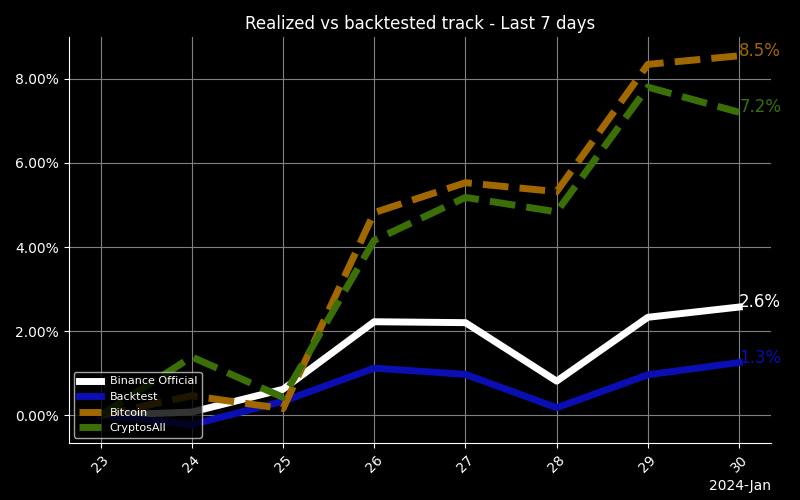 Realized vs backtested track - Last 7 days
8.00%
6.00%
4.00%
2.00%
0.00%
8.5%
7.2%
2.6%
1.3%
Binance Official
Backtest
Bitcoin
CryptosAll
23
24
25
26
27
28
29
30
2024-Jan